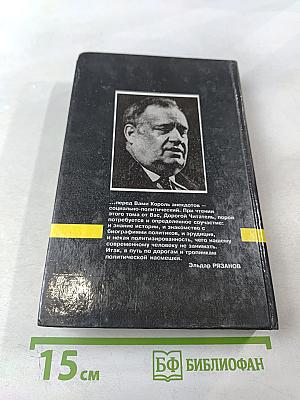 ...перед Вами Король анекдотов –
социально-политический. При чтении
этого тома от Вас, Дорогой Читатель, порой
потребуется и определенное соучастие:
и знание истории, и знакомство с
биографиями политиков, и эрудиция,
и некая политизированность, чего нашему
современному человеку не занимать.
Итак, в путь по дорогам и тропинкам
политической насмешки.
Эльдар РЯЗАНОВ
15 см
БФ БИБЛИОФАН